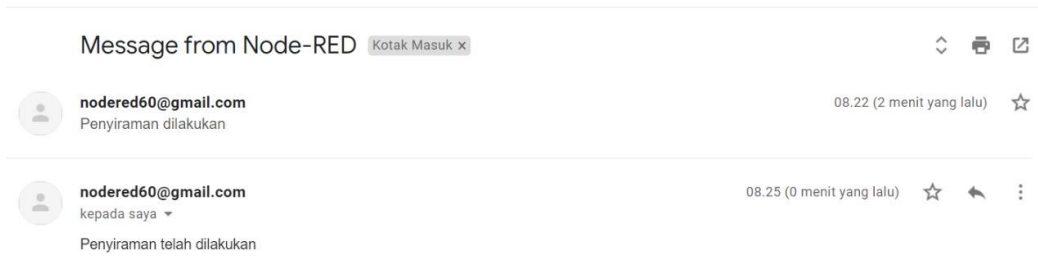 Message from Node-RED Kotak Masuk x
nodered60@gmail.com 08.22 (2 menit yang lalu)
Penyiraman dilakukan
nodered60@gmail.com 08.25 (0 menit yang lalu)
kepada saya
Penyiraman telah dilakukan